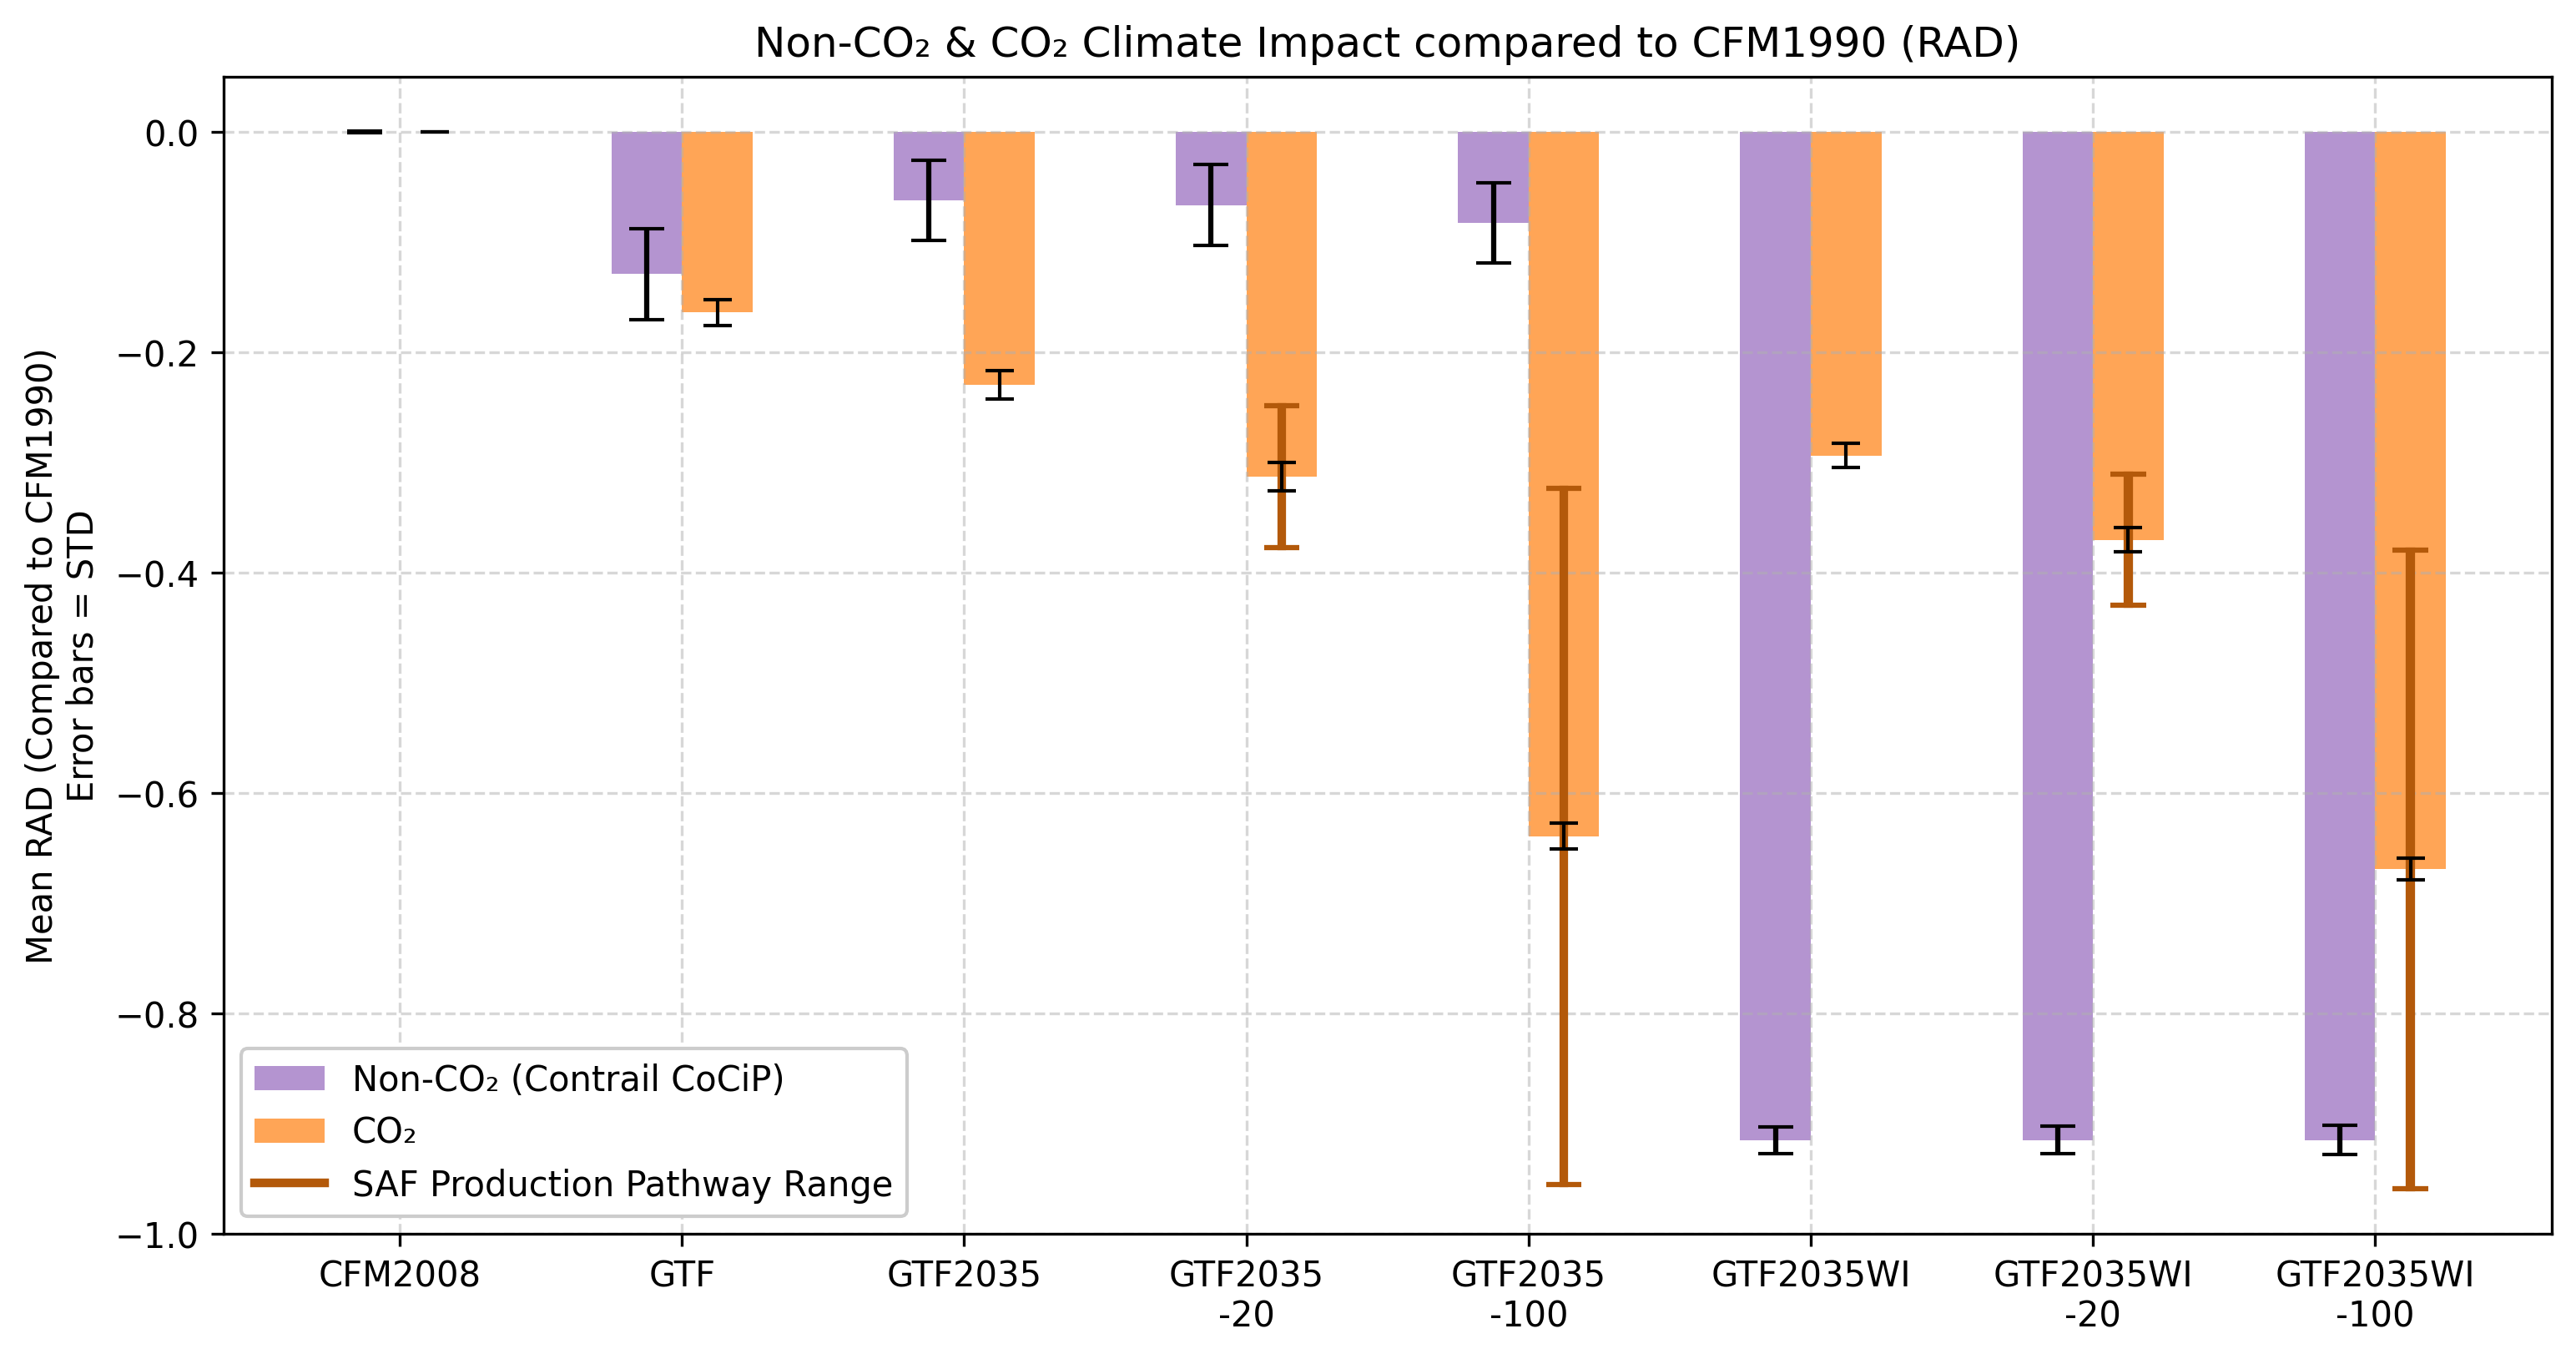 Non-CO₂ & CO₂ Climate Impact compared to CFM1990 (RAD)
Mean RAD (Compared to CFM1990)
Error bars = STD
0.0
−0.2
−0.4
−0.6
−0.8
−1.0
Non-CO₂ (Contrail CoCiP)
CO₂
SAF Production Pathway Range
CFM2008
GTF
GTF2035
GTF2035
-20
GTF2035
-100
GTF2035WI
GTF2035WI
-20
GTF2035WI
-100